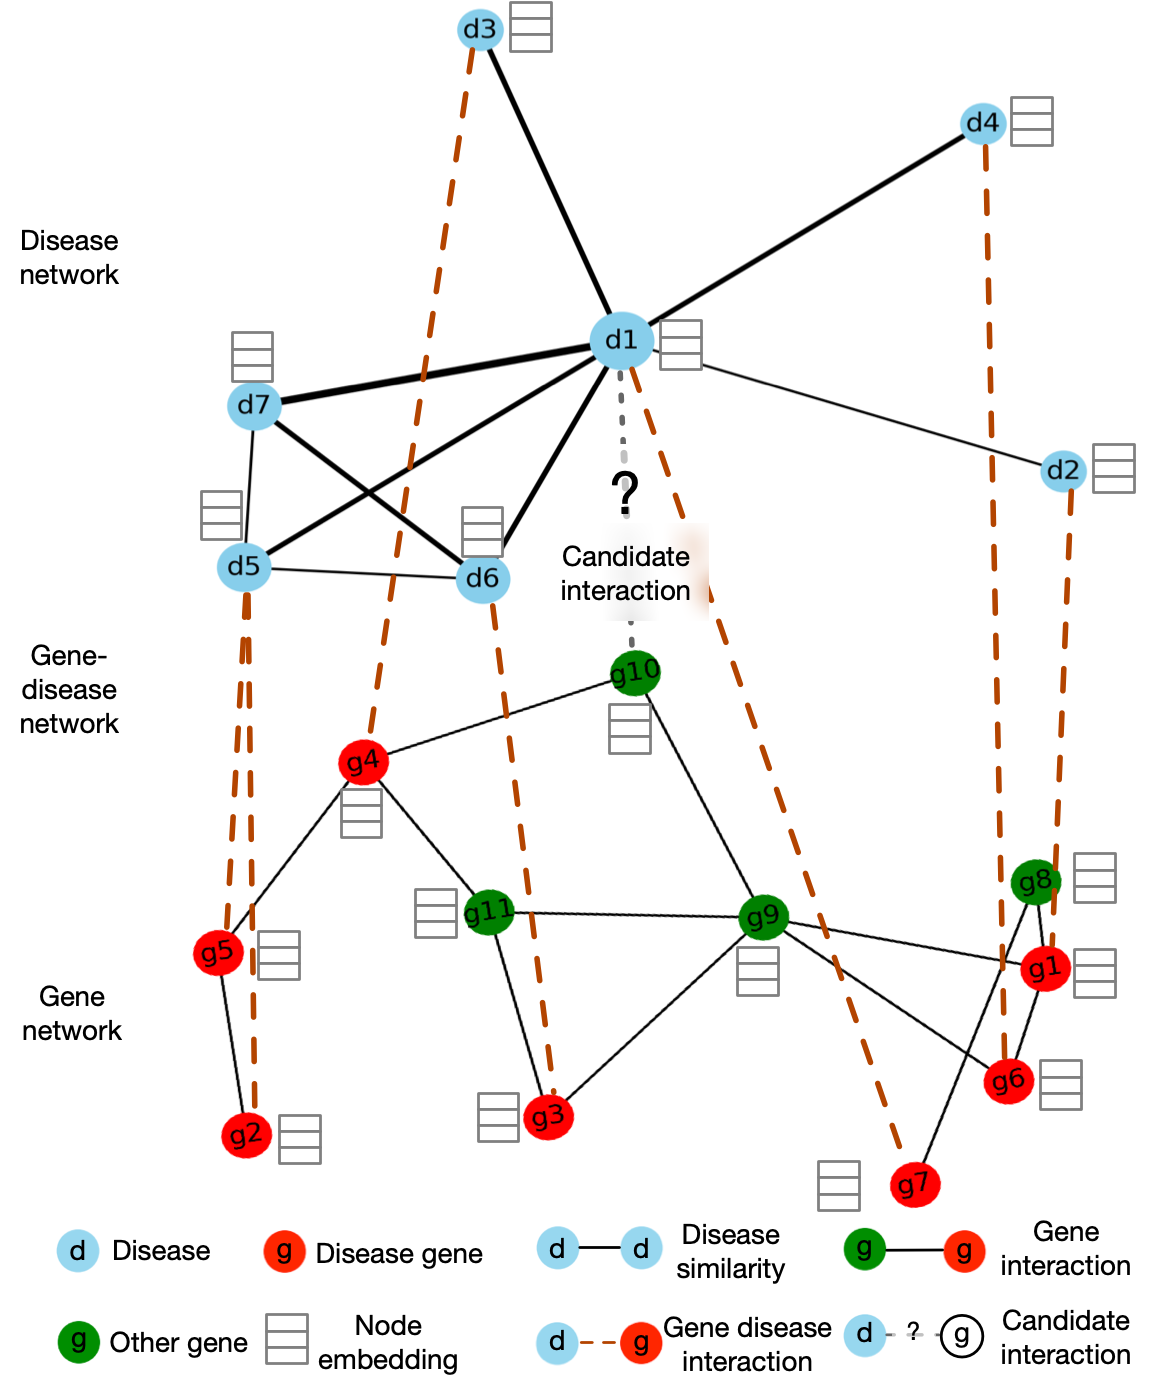 d3
d4
Disease
network
d1
d7
d2
d5
d6
?
Candidate
interaction
Gene-
disease
network
g10
g4
g8
g11
g9
g5
g1
Gene
network
g6
g3
g2
g7
d Disease
g Disease gene
d d Disease
similarity
g g Gene
interaction
g Other gene
Node
embedding
d g Gene disease
interaction
d ? g Candidate
interaction